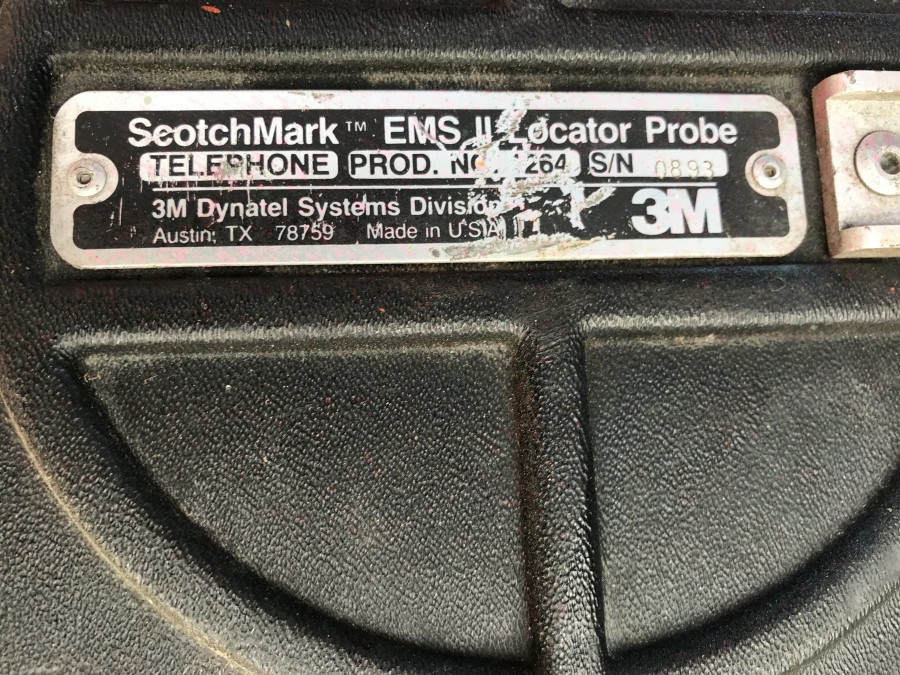 ScotchMark™ EMS II Locator Probe
TELEPHONE PROD. NO. 1264 S/N 0893
3M Dynatel Systems Division
Austin, TX 78759 Made in U.S.A.
3M